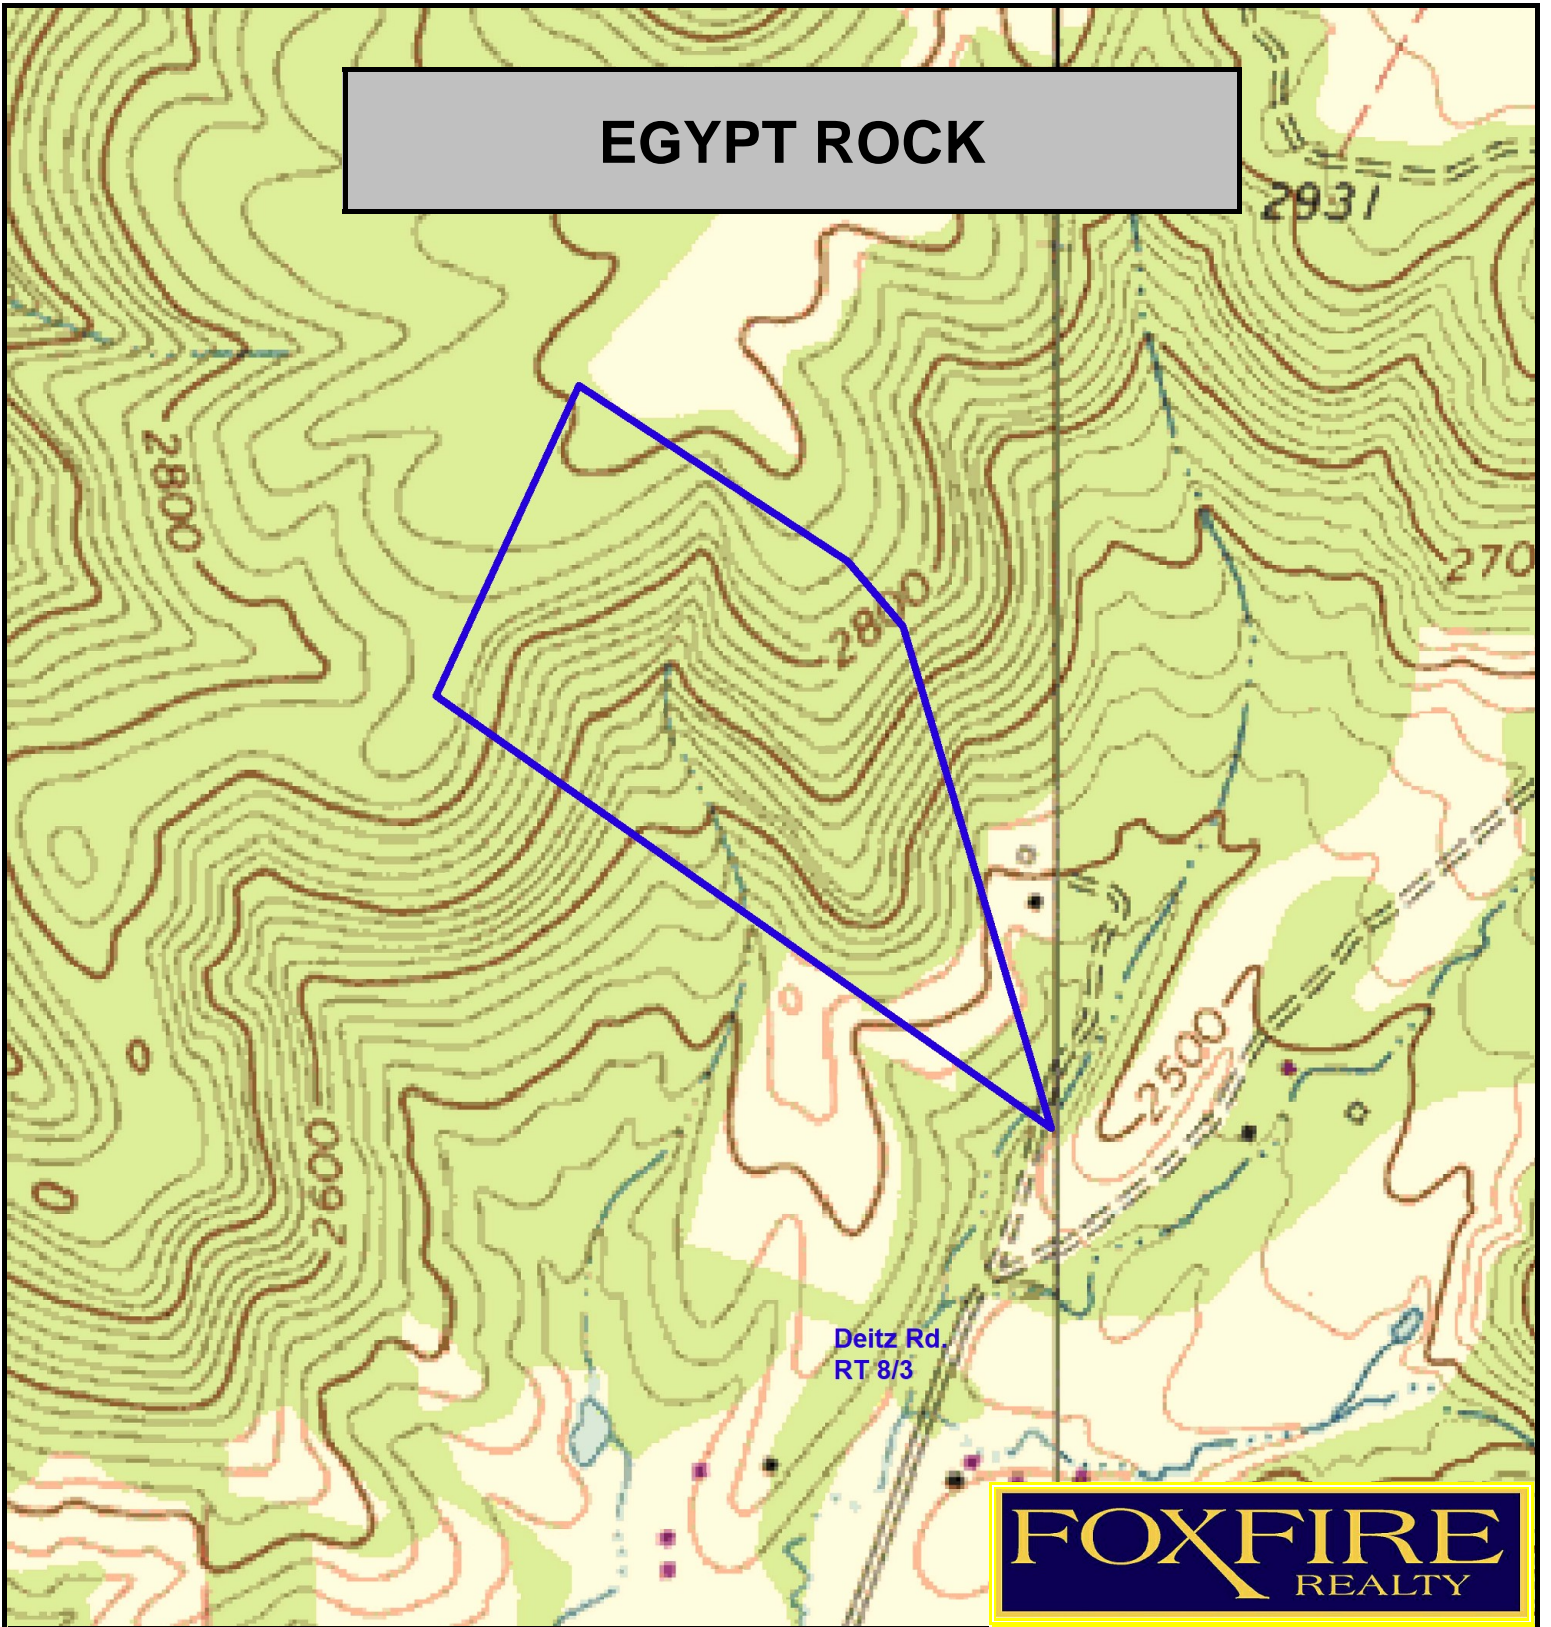 EGYPT ROCK
2931
2800
270
2800
2500
2600
Deitz Rd.
RT 8/3
FOXFIRE
REALTY